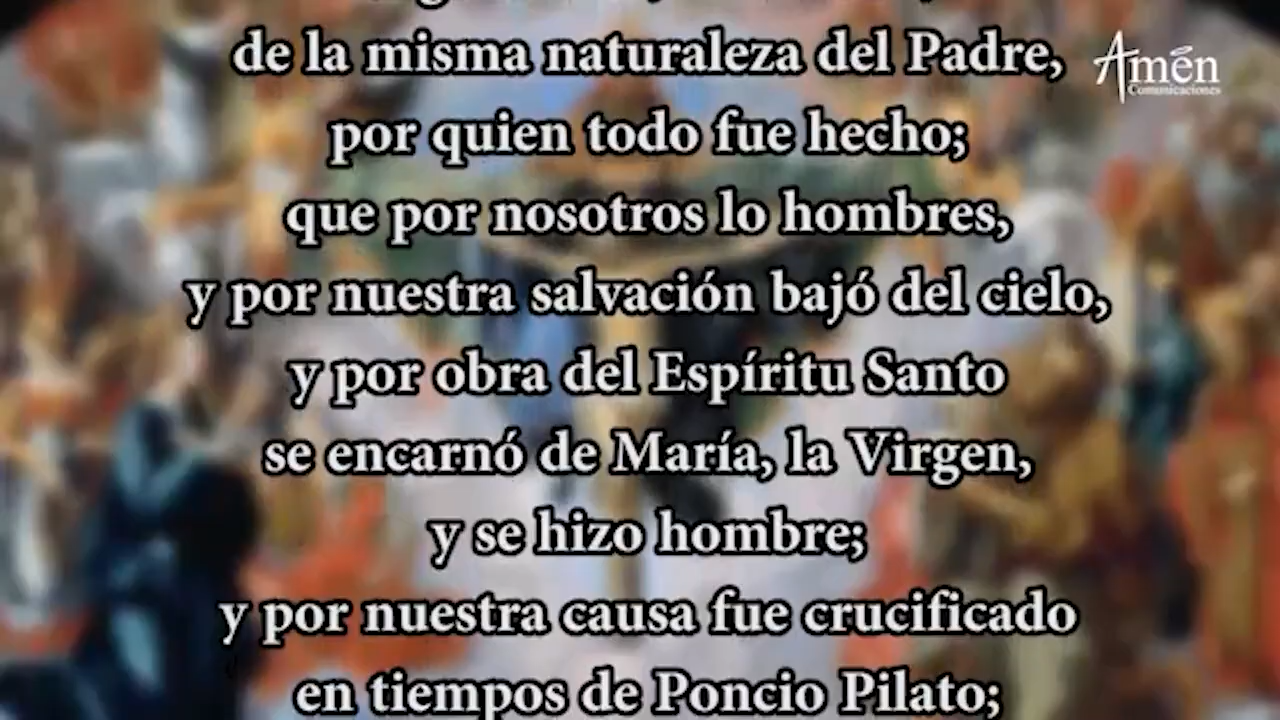 de la misma naturaleza del Padre,
Amén
Comunicaciones
por quien todo fue hecho;
que por nosotros lo hombres,
y por nuestra salvación bajó del cielo,
y por obra del Espíritu Santo
se encarnó de María, la Virgen,
y se hizo hombre;
y por nuestra causa fue crucificado
en tiempos de Poncio Pilato;